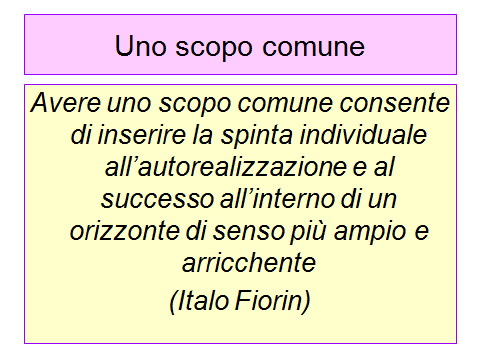 Uno scopo comune
Avere uno scopo comune consente
di inserire la spinta individuale
all’autorealizzazione e al
successo all’interno di un
orizzonte di senso più ampio e
arricchente
(Italo Fiorin)